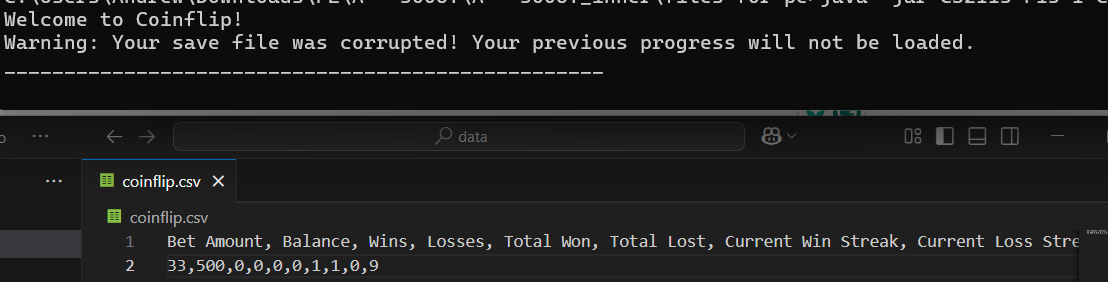 Welcome to Coinflip!
Warning: Your save file was corrupted! Your previous progress will not be loaded.
--------------------------------------------------
data
coinflip.csv
coinflip.csv
1 Bet Amount, Balance, Wins, Losses, Total Won, Total Lost, Current Win Streak, Current Loss Stre
2 33,500,0,0,0,0,1,1,0,9